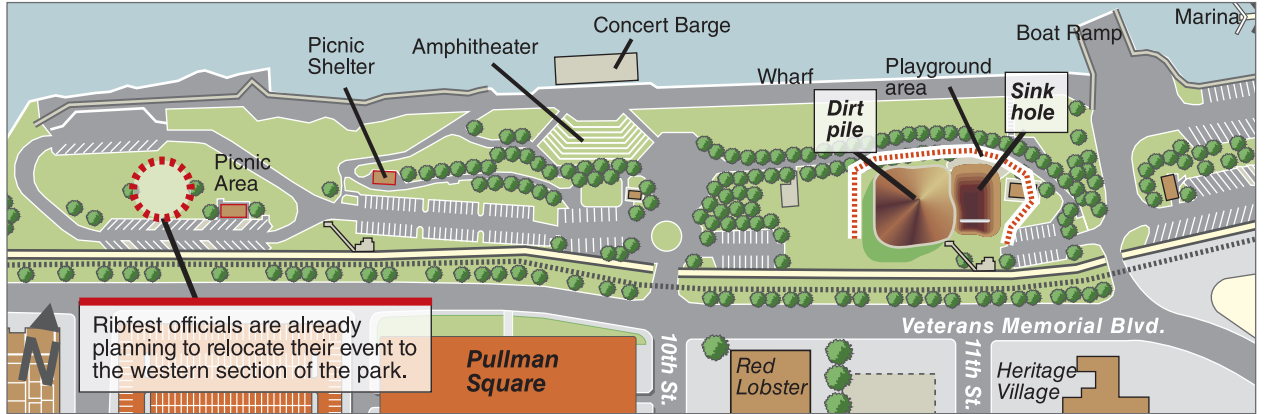 Marina
Boat Ramp
Concert Barge
Picnic
Shelter
Amphitheater
Wharf
Playground
area
Sink
hole
Dirt
pile
Picnic
Area
Ribfest officials are already
planning to relocate their event to
the western section of the park.
N
Pullman
Square
10th St.
Veterans Memorial Blvd.
Red
Lobster
11th St.
Heritage
Village